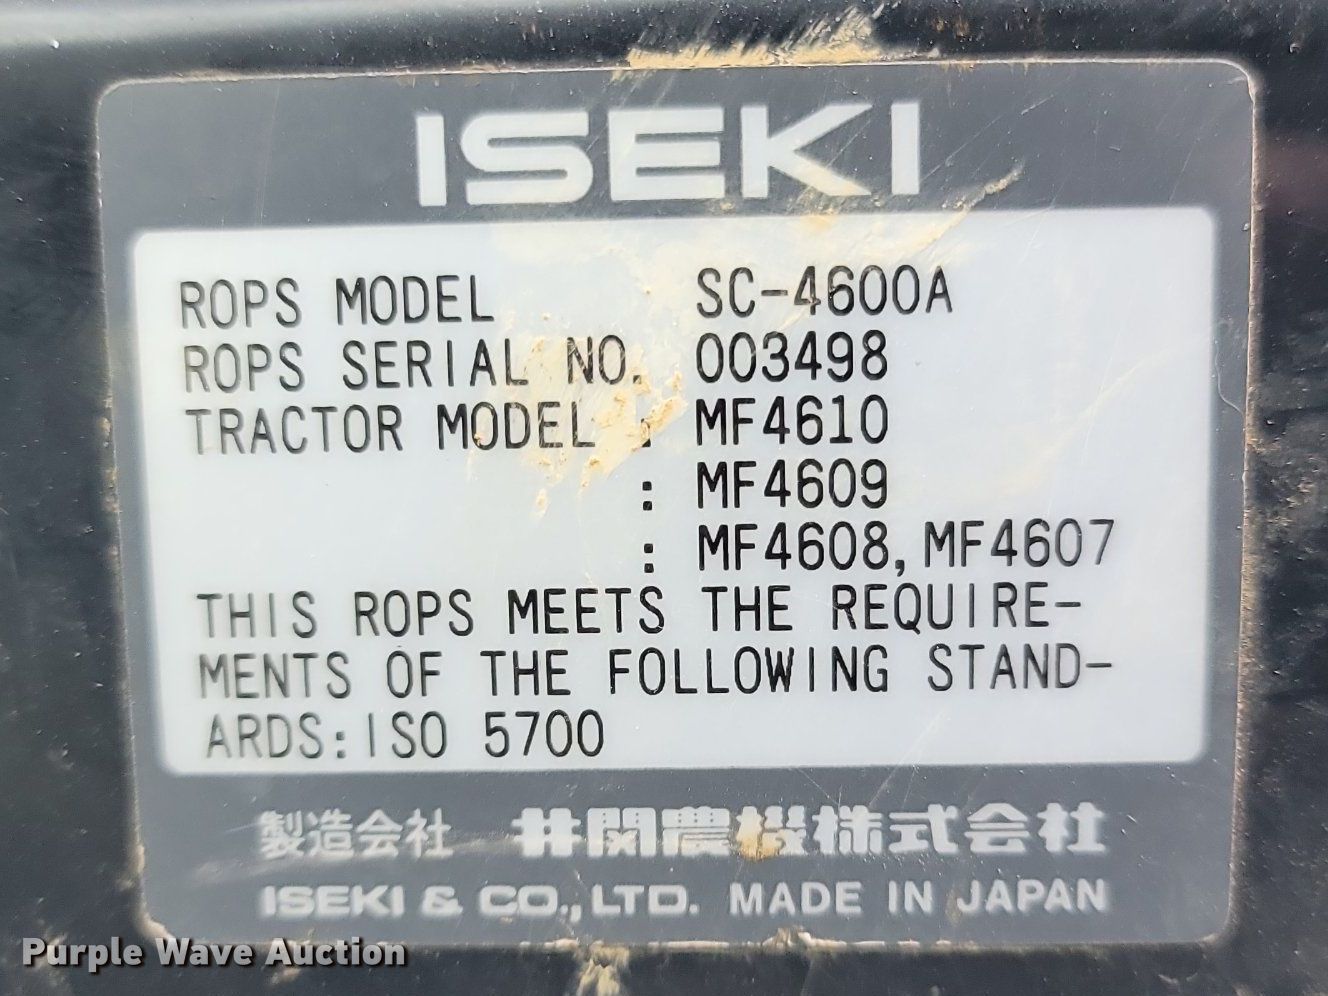 ISEKI
ROPS MODEL SC-4600A
ROPS SERIAL NO. 003498
TRACTOR MODEL : MF4610
: MF4609
: MF4608, MF4607
THIS ROPS MEETS THE REQUIRE-
MENTS OF THE FOLLOWING STAND-
ARDS: ISO 5700
製造会社 井関農機株式会社
ISEKI & CO., LTD. MADE IN JAPAN
Purple Wave Auction